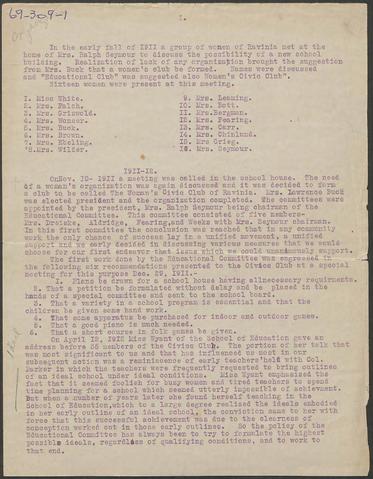 69-309-1
1.
In the early fall of 1911 a group of women of Ravinia met at the
home of Mrs. Ralph Seymour to discuss the possibility of a new school
building. Realization of lack of any organization brought the suggestion
from Mrs. Buck that a women's club be formed. Names were discussed
and "Educational Club" was suggested also Women's Civic Club".
Sixteen women were present at this meeting.
1. Miss White.
2. Mrs. Falch.
3. Mrs. Griswold.
4. Mrs. Wonser.
5. Mrs. Buck.
6. Mrs. Brown.
7. Mrs. Ebeling.
8. Mrs. Wilder.
9. Mrs. Leaming.
10. Mrs. Bott.
11. Mrs. Bergman.
12. Mrs. Fearing.
13. Mrs. Carr.
14. Mrs. Chinlund.
15. Mrs Grieg.
16. Mrs. Seymour.
1911-12.
On Nov. 10- 1911 a meeting was called in the school house. The need
of a woman's organization was again discussed and it was decided to form
a club to be called The Woman's Civic Club of Ravinia. Mrs. Lawrence Buck
was elected president and the organization completed. The committees were
appointed by the president, Mrs. Ralph Seymour being chairman of the
Educational Committee. This committee consisted of five members-
Mrs. Dreiske, Aldridge, Fearing, and Weeks with Mrs. Seymour chairman.
In this first committee the conclusion was reached that in any community
work the only chance of success lay in a unified movement, a unified
support and we early decided in discussing various measures that we would
choose for our first endeavor that issue which we could unanimously support.
The first work done by the Educational Committee was expressed in
the following six recommendations presented to the Civics Club at a special
meeting for this purpose Dec. 29, 1911.-
1. Plans be drawn for a school house having all necessary requirements.
2. That a petition be formulated without delay and be placed in the
hands of a special committee and sent to the school board.
3. That a variety in a school program is essential and that the
children be given some hand work.
4. That some apparatus be purchased for indoor and outdoor games.
5. That a good piano is much needed.
6. That a short course in folk games be given.
On April 12, 1912 Miss Rymnt of the School of Education gave an
address before 35 members of the Civics Club. The portion of her talk that
was most significant to us and that has influenced us most in our
subsequent action was a reminiscence of early teachers' held with Col.
Parker in which the teachers were frequently requested to bring outlines
of an ideal school under ideal conditions. Miss Rymnt emphasized the
fact that it seemed foolish for busy women and tired teachers to spend
time planning for a school, which seemed utterly impossible of achievement.
But when a number of years later she found herself teaching in the
School of Education, which to a large degree realized the ideals embodied
in her early outline of an ideal school, the conviction came to her with
force that this successful achievement was due to the clearness of
conception worked out in those early outlines. So the policy of the
Educational Committee has always been to try to formulate the highest
possible ideals, regardless of qualifying conditions, and to work to
that end.